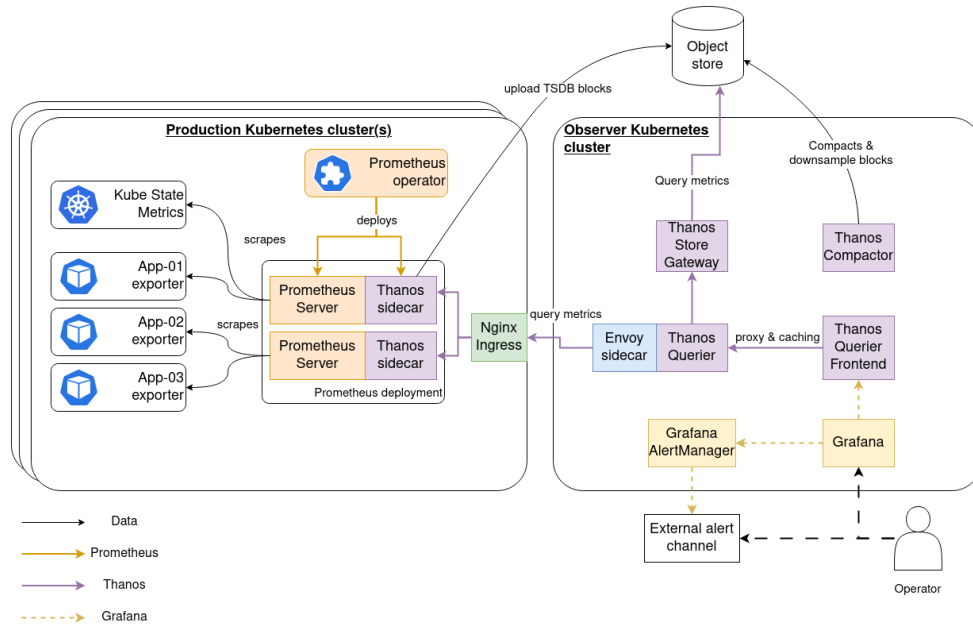 Object
store
upload TSDB blocks
Production Kubernetes cluster(s)
Observer Kubernetes
cluster
Prometheus
operator
Compacts &
downsample blocks
Kube State
Metrics
deploys
Query metrics
scrapes
Thanos
Store
Gateway
Thanos
Compactor
App-01
exporter
Prometheus
Server
Thanos
sidecar
App-02
exporter
scrapes
Prometheus
Server
Thanos
sidecar
Nginx
Ingress
query metrics
Envoy
sidecar
Thanos
Querier
proxy & caching
Thanos
Querier
Frontend
App-03
exporter
Prometheus deployment
Grafana
AlertManager
Grafana
External alert
channel
Operator
Data
Prometheus
Thanos
Grafana